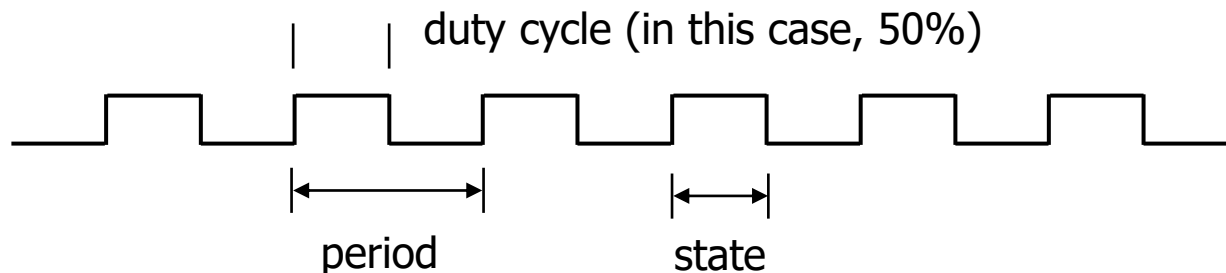 duty cycle (in this case, 50%)
period
state